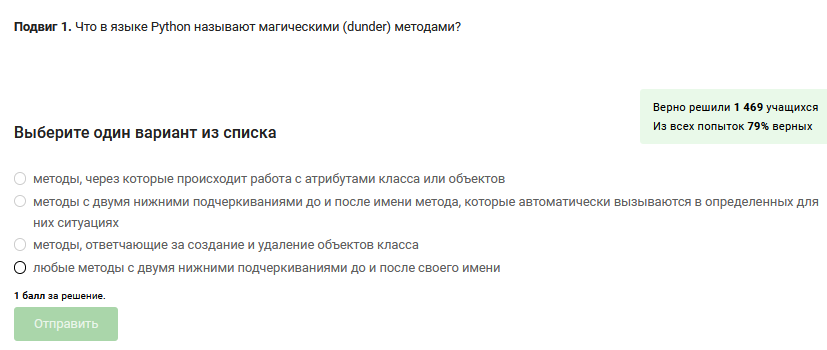 Подвиг 1. Что в языке Python называют магическими (dunder) методами?
Верно решили 1 469 учащихся
Из всех попыток 79% верных
Выберите один вариант из списка
методы, через которые происходит работа с атрибутами класса или объектов
методы с двумя нижними подчеркиваниями до и после имени метода, которые автоматически вызываются в определенных для
них ситуациях
методы, ответчающие за создание и удаление объектов класса
любые методы с двумя нижними подчеркиваниями до и после своего имени
1 балл за решение.
Отправить